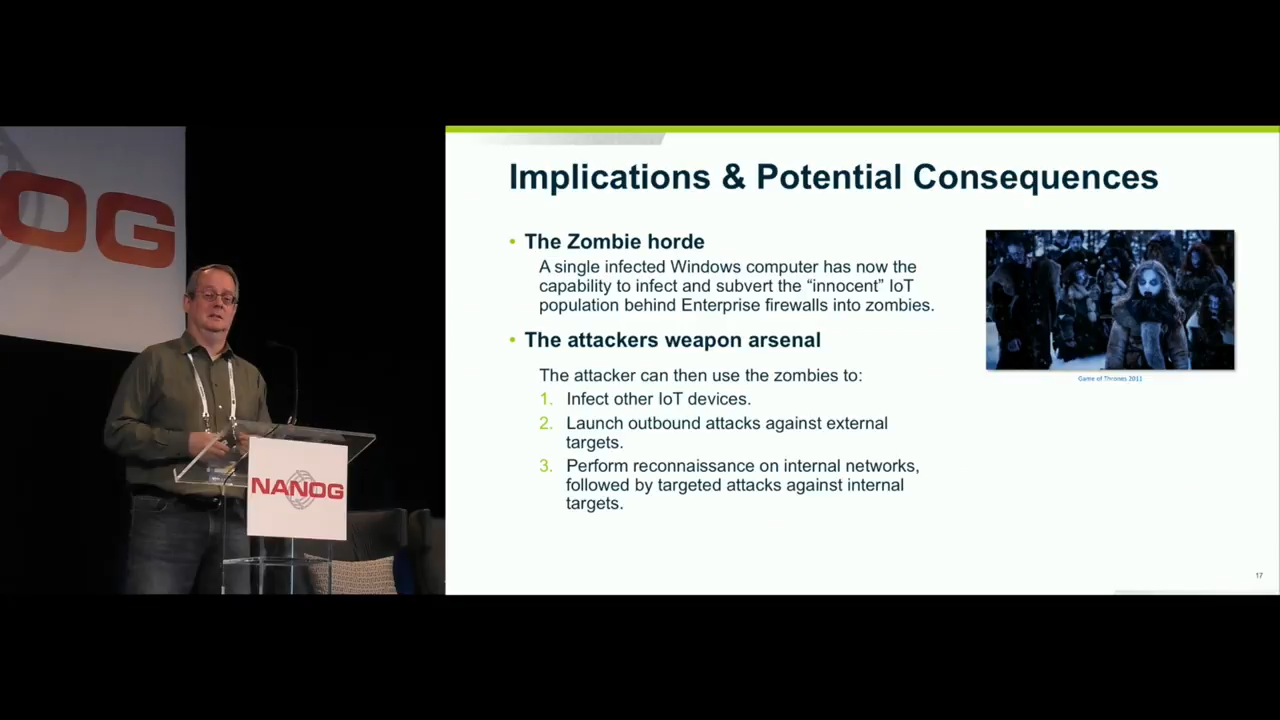 OG
NANOG
Implications & Potential Consequences
• The Zombie horde
A single infected Windows computer has now the
capability to infect and subvert the “innocent” IoT
population behind Enterprise firewalls into zombies.
• The attackers weapon arsenal
The attacker can then use the zombies to:
1. Infect other IoT devices.
2. Launch outbound attacks against external
targets.
3. Perform reconnaissance on internal networks,
followed by targeted attacks against internal
targets.
Game of Thrones 2011
17